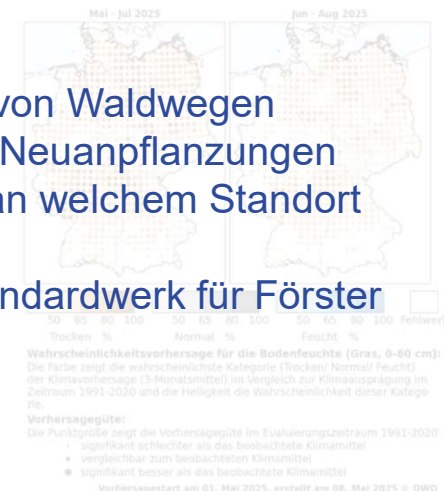 Mai - Jul 2025 Jun - Aug 2025
von Waldwegen
Neuanpflanzungen
an welchem Standort
ndardwerk für Förster
50 65 80 100 50 65 80 100 50 65 80 100 Fehlwert
Trocken % Normal % Feucht %
Wahrscheinlichkeitsvorhersage für die Bodenfeuchte (Gras, 0-60 cm):
Die Farbe zeigt die wahrscheinlichste Kategorie (Trocken/ Normal/ Feucht)
der Klimavorhersage (3-Monatsmittel) im Vergleich zur Klimaausprägung im
Zeitraum 1991-2020 und die Helligkeit die Wahrscheinlichkeit dieser Katego-
rie.
Vorhersagegüte:
Die Punktgröße zeigt die Vorhersagegüte im Evaluierungszeitraum 1991-2020:
signifikant schlechter als das beobachtete Klimamittel
vergleichbar zum beobachteten Klimamittel
signifikant besser als das beobachtete Klimamittel
Vorhersagestart am 01. Mai 2025, erstellt am 08. Mai 2025 © DWD